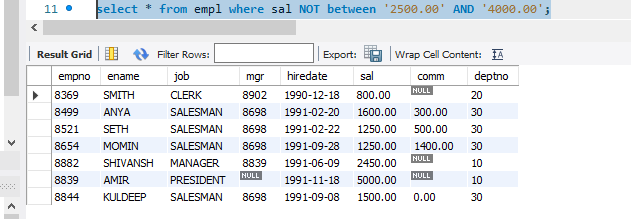 11 select * from empl where sal NOT between '2500.00' AND '4000.00';
Result Grid Filter Rows: Export: Wrap Cell Content: IA
empno ename job mgr hiredate sal comm deptno
8369 SMITH CLERK 8902 1990-12-18 800.00 NULL 20
8499 ANYA SALESMAN 8698 1991-02-20 1600.00 300.00 30
8521 SETH SALESMAN 8698 1991-02-22 1250.00 500.00 30
8654 MOMIN SALESMAN 8698 1991-09-28 1250.00 1400.00 30
8882 SHIVANSH MANAGER 8839 1991-06-09 2450.00 NULL 10
8839 AMIR PRESIDENT NULL 1991-11-18 5000.00 NULL 10
8844 KULDEEP SALESMAN 8698 1991-09-08 1500.00 0.00 30